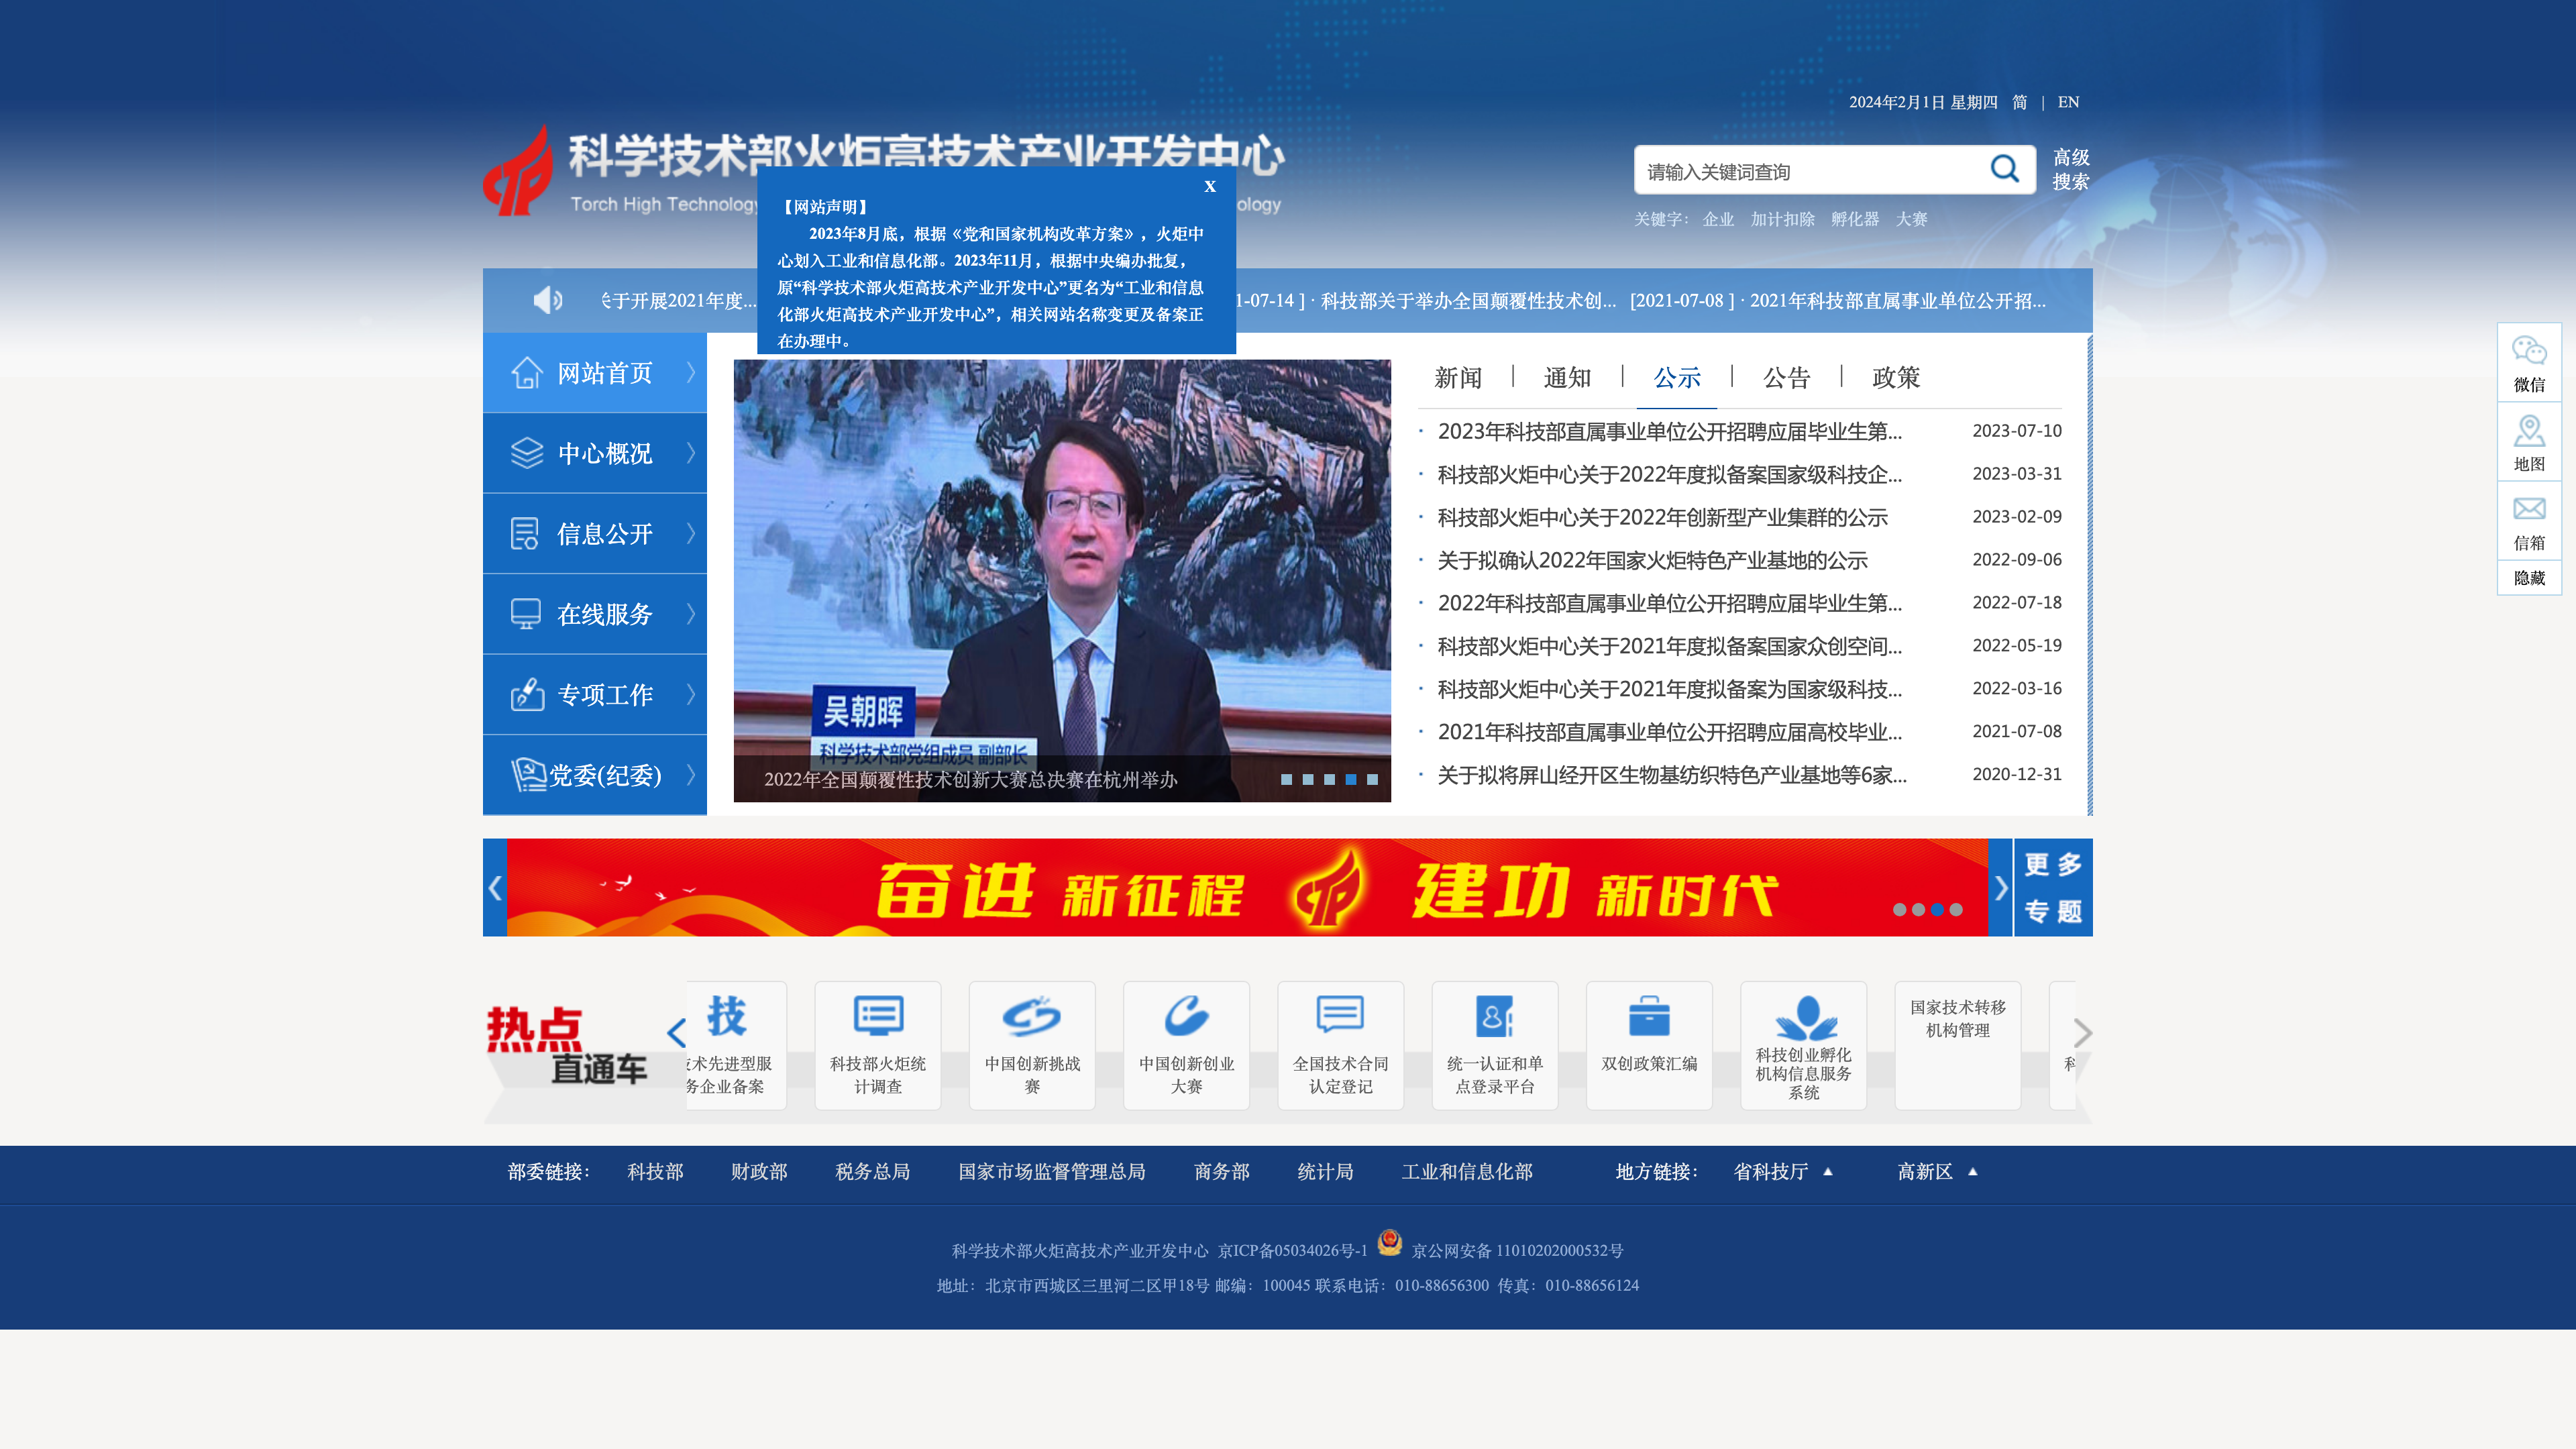 2024年2月1日 星期四 简 | EN
科学技术部火炬高技术产业开发中心
Torch High Technology
ology
请输入关键词查询
高级
搜索
关键字： 企业 加计扣除 孵化器 大赛
X
【网站声明】
2023年8月底，根据《党和国家机构改革方案》，火炬中
心划入工业和信息化部。2023年11月，根据中央编办批复，
原“科学技术部火炬高技术产业开发中心”更名为“工业和信息
化部火炬高技术产业开发中心”，相关网站名称变更及备案正
在办理中。
于开展2021年度...
1-07-14 ] · 科技部关于举办全国颠覆性技术创... [2021-07-08 ] · 2021年科技部直属事业单位公开招...
网站首页
中心概况
信息公开
在线服务
专项工作
党委(纪委)
吴朝晖
科学技术部党组成员 副部长
2022年全国颠覆性技术创新大赛总决赛在杭州举办
新闻 | 通知 | 公示 | 公告 | 政策
· 2023年科技部直属事业单位公开招聘应届毕业生第... 2023-07-10
· 科技部火炬中心关于2022年度拟备案国家级科技企... 2023-03-31
· 科技部火炬中心关于2022年创新型产业集群的公示 2023-02-09
· 关于拟确认2022年国家火炬特色产业基地的公示 2022-09-06
· 2022年科技部直属事业单位公开招聘应届毕业生第... 2022-07-18
· 科技部火炬中心关于2021年度拟备案国家众创空间... 2022-05-19
· 科技部火炬中心关于2021年度拟备案为国家级科技... 2022-03-16
· 2021年科技部直属事业单位公开招聘应届高校毕业... 2021-07-08
· 关于拟将屏山经开区生物基纺织特色产业基地等6家... 2020-12-31
微信
地图
信箱
隐藏
奋进 新征程 建功 新时代
更多
专题
热点
直通车
技
术先进型服
务企业备案
科技部火炬统
计调查
中国创新挑战
赛
中国创新创业
大赛
全国技术合同
认定登记
统一认证和单
点登录平台
双创政策汇编
科技创业孵化
机构信息服务
系统
国家技术转移
机构管理
部委链接： 科技部 财政部 税务总局 国家市场监督管理总局 商务部 统计局 工业和信息化部 地方链接： 省科技厅 ▲ 高新区 ▲
科学技术部火炬高技术产业开发中心 京ICP备05034026号-1 京公网安备 11010202000532号
地址：北京市西城区三里河二区甲18号 邮编：100045 联系电话：010-88656300 传真：010-88656124